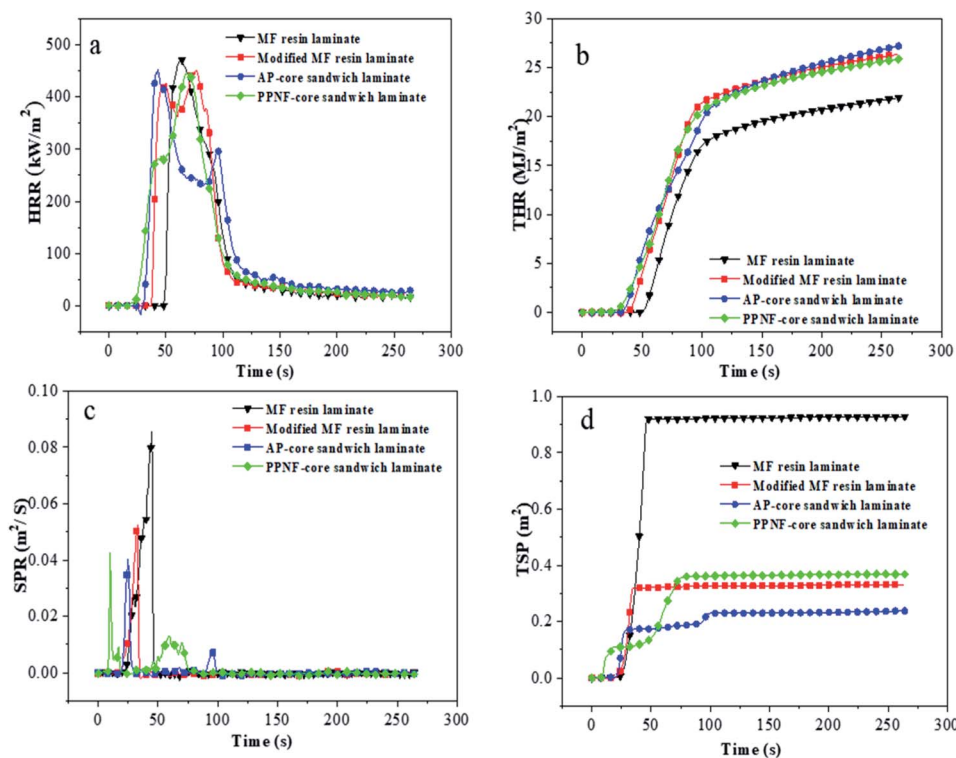 a
MF resin laminate
Modified MF resin laminate
AP-core sandwich laminate
PPNF-core sandwich laminate
HRR ( kW/m²)
500
400
300
200
100
0
0 50 100 150 200 250 300
Time (s)
b
MF resin laminate
Modified MF resin laminate
AP-core sandwich laminate
PPNF-core sandwich laminate
THR (MJ/m²)
30
25
20
15
10
5
0
0 50 100 150 200 250 300
Time (s)
c
MF resin laminate
Modified MF resin laminate
AP-core sandwich laminate
PPNF-core sandwich laminate
SPR (m²/ S)
0.10
0.08
0.06
0.04
0.02
0.00
0 50 100 150 200 250 300
Time (s)
d
MF resin laminate
Modified MF resin laminate
AP-core sandwich laminate
PPNF-core sandwich laminate
TSP (m²)
1.0
0.8
0.6
0.4
0.2
0.0
0 50 100 150 200 250 300
Time (s)